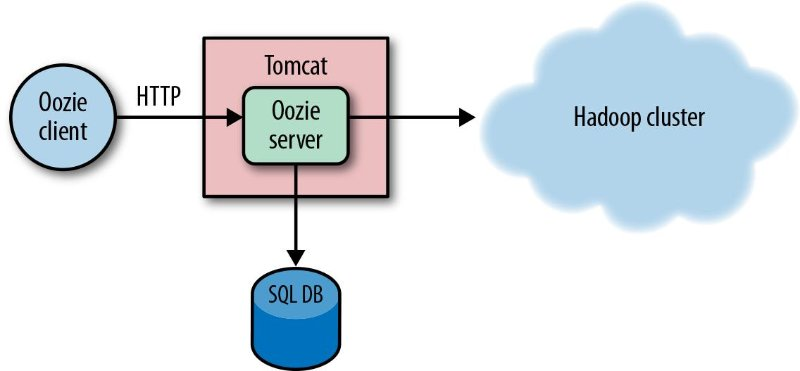 Oozie
client
HTTP
Tomcat
Oozie
server
Hadoop cluster
SQL DB